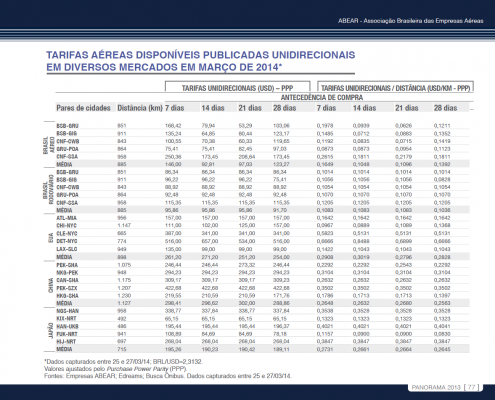 ABEAR - Associação Brasileira das Empresas Aéreas
TARIFAS AÉREAS DISPONÍVEIS PUBLICADAS UNIDIRECIONAIS
EM DIVERSOS MERCADOS EM MARÇO DE 2014*
TARIFAS UNIDIRECIONAIS (USD) – PPP TARIFAS UNIDIRECIONAIS / DISTÂNCIA (USD/KM - PPP)
ANTECEDÊNCIA DE COMPRA
Pares de cidades Distância (km) 7 dias 14 dias 21 dias 28 dias 7 dias 14 dias 21 dias 28 dias
BRASIL AÉREO
BSB-GRU 851 168,42 79,94 53,29 103,06 0,1978 0,0939 0,0626 0,1211
BSB-GIG 911 135,24 64,85 80,44 123,17 0,1485 0,0712 0,0883 0,1352
CNF-CWB 843 100,55 70,38 60,33 119,65 0,1192 0,0835 0,0715 0,1419
GRU-POA 864 75,41 75,41 82,45 97,03 0,0873 0,0873 0,0954 0,1123
CNF-SSA 958 250,36 173,45 208,64 173,45 0,2615 0,1811 0,2179 0,1811
MÉDIA 885 146,00 92,81 97,03 123,27 0,1649 0,1048 0,1096 0,1392
BRASIL RODOVIÁRIO
BSB-GRU 851 86,34 86,34 86,34 86,34 0,1014 0,1014 0,1014 0,1014
BSB-GIG 911 96,22 96,22 96,22 75,41 0,1056 0,1056 0,1056 0,0828
CNF-CWB 843 88,92 88,92 88,92 88,92 0,1054 0,1054 0,1054 0,1054
GRU-POA 864 92,48 92,48 92,48 92,48 0,1070 0,1070 0,1070 0,1070
CNF-SSA 958 115,35 115,35 115,35 115,35 0,1205 0,1205 0,1205 0,1205
MÉDIA 885 95,86 95,86 95,86 91,70 0,1083 0,1083 0,1083 0,1036
EUA
ATL-MIA 956 157,00 157,00 157,00 157,00 0,1642 0,1642 0,1642 0,1642
CHI-NYC 1.147 111,00 102,00 125,00 157,00 0,0967 0,0889 0,1089 0,1368
CLE-NYC 665 387,00 341,00 341,00 341,00 0,5823 0,5131 0,5131 0,5131
DET-NYC 774 516,00 657,00 534,00 516,00 0,6666 0,8488 0,6899 0,6666
LAX-SLC 949 135,00 99,00 99,00 99,00 0,1422 0,1043 0,1043 0,1043
MÉDIA 898 261,20 271,20 251,20 254,00 0,2908 0,3019 0,2796 0,2828
CHINA
PEK-SHA 1.075 246,44 246,44 273,32 246,44 0,2292 0,2292 0,2543 0,2292
NKG-PEK 948 294,23 294,23 294,23 294,23 0,3104 0,3104 0,3104 0,3104
CAN-SHA 1.175 309,17 309,17 309,17 309,17 0,2632 0,2632 0,2632 0,2632
PEK-SZX 1.207 422,68 422,68 422,68 422,68 0,3502 0,3502 0,3502 0,3502
HKG-SHA 1.230 219,55 210,59 210,59 171,76 0,1786 0,1713 0,1713 0,1397
MÉDIA 1.127 298,41 296,62 302,00 288,86 0,2648 0,2632 0,2680 0,2563
JAPÃO
NGO-HAN 958 338,77 337,84 337,84 337,84 0,3536 0,3528 0,3528 0,3528
KIX-NRT 492 65,15 65,15 65,15 65,15 0,1323 0,1323 0,1323 0,1323
HAN-UKB 486 195,44 195,44 195,44 196,37 0,4021 0,4021 0,4021 0,4041
FUK-NRT 941 108,89 84,69 84,69 78,16 0,1157 0,0900 0,0900 0,0830
HIJ-NRT 697 268,04 268,04 268,04 268,04 0,3847 0,3847 0,3847 0,3847
MÉDIA 715 195,26 190,23 190,42 189,11 0,2731 0,2661 0,2664 0,2645
*Dados capturados entre 25 e 27/03/14; BRL/USD=2,3132.
Valores ajustados pelo Purchase Power Parity (PPP).
Fontes: Empresas ABEAR, Edreams, Busca Ônibus. Dados capturados entre 25 e 27/03/14.
PANORAMA 2013 [ 77 ]